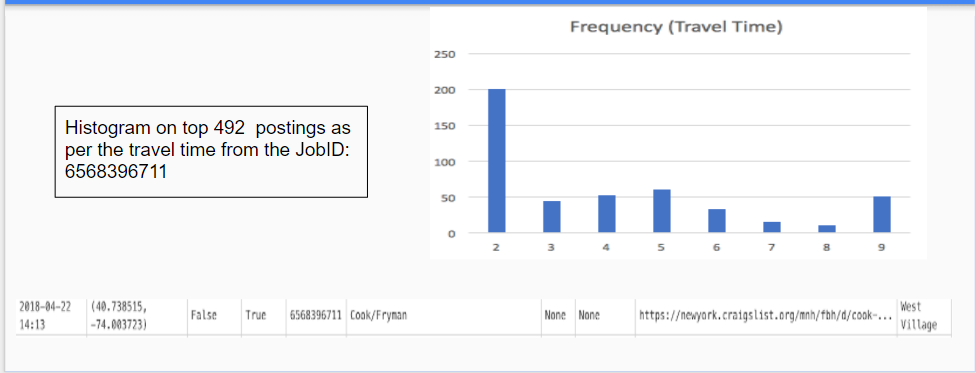 Frequency (Travel Time)
250
200
150
100
50
0
2 3 4 5 6 7 8 9
Histogram on top 492 postings as
per the travel time from the JobID:
6568396711
2018-04-22 14:13 (40.738515, -74.003723) False True 6568396711 Cook/Fryman None None https://newyork.craigslist.org/mnh/fbh/d/cook-... West Village